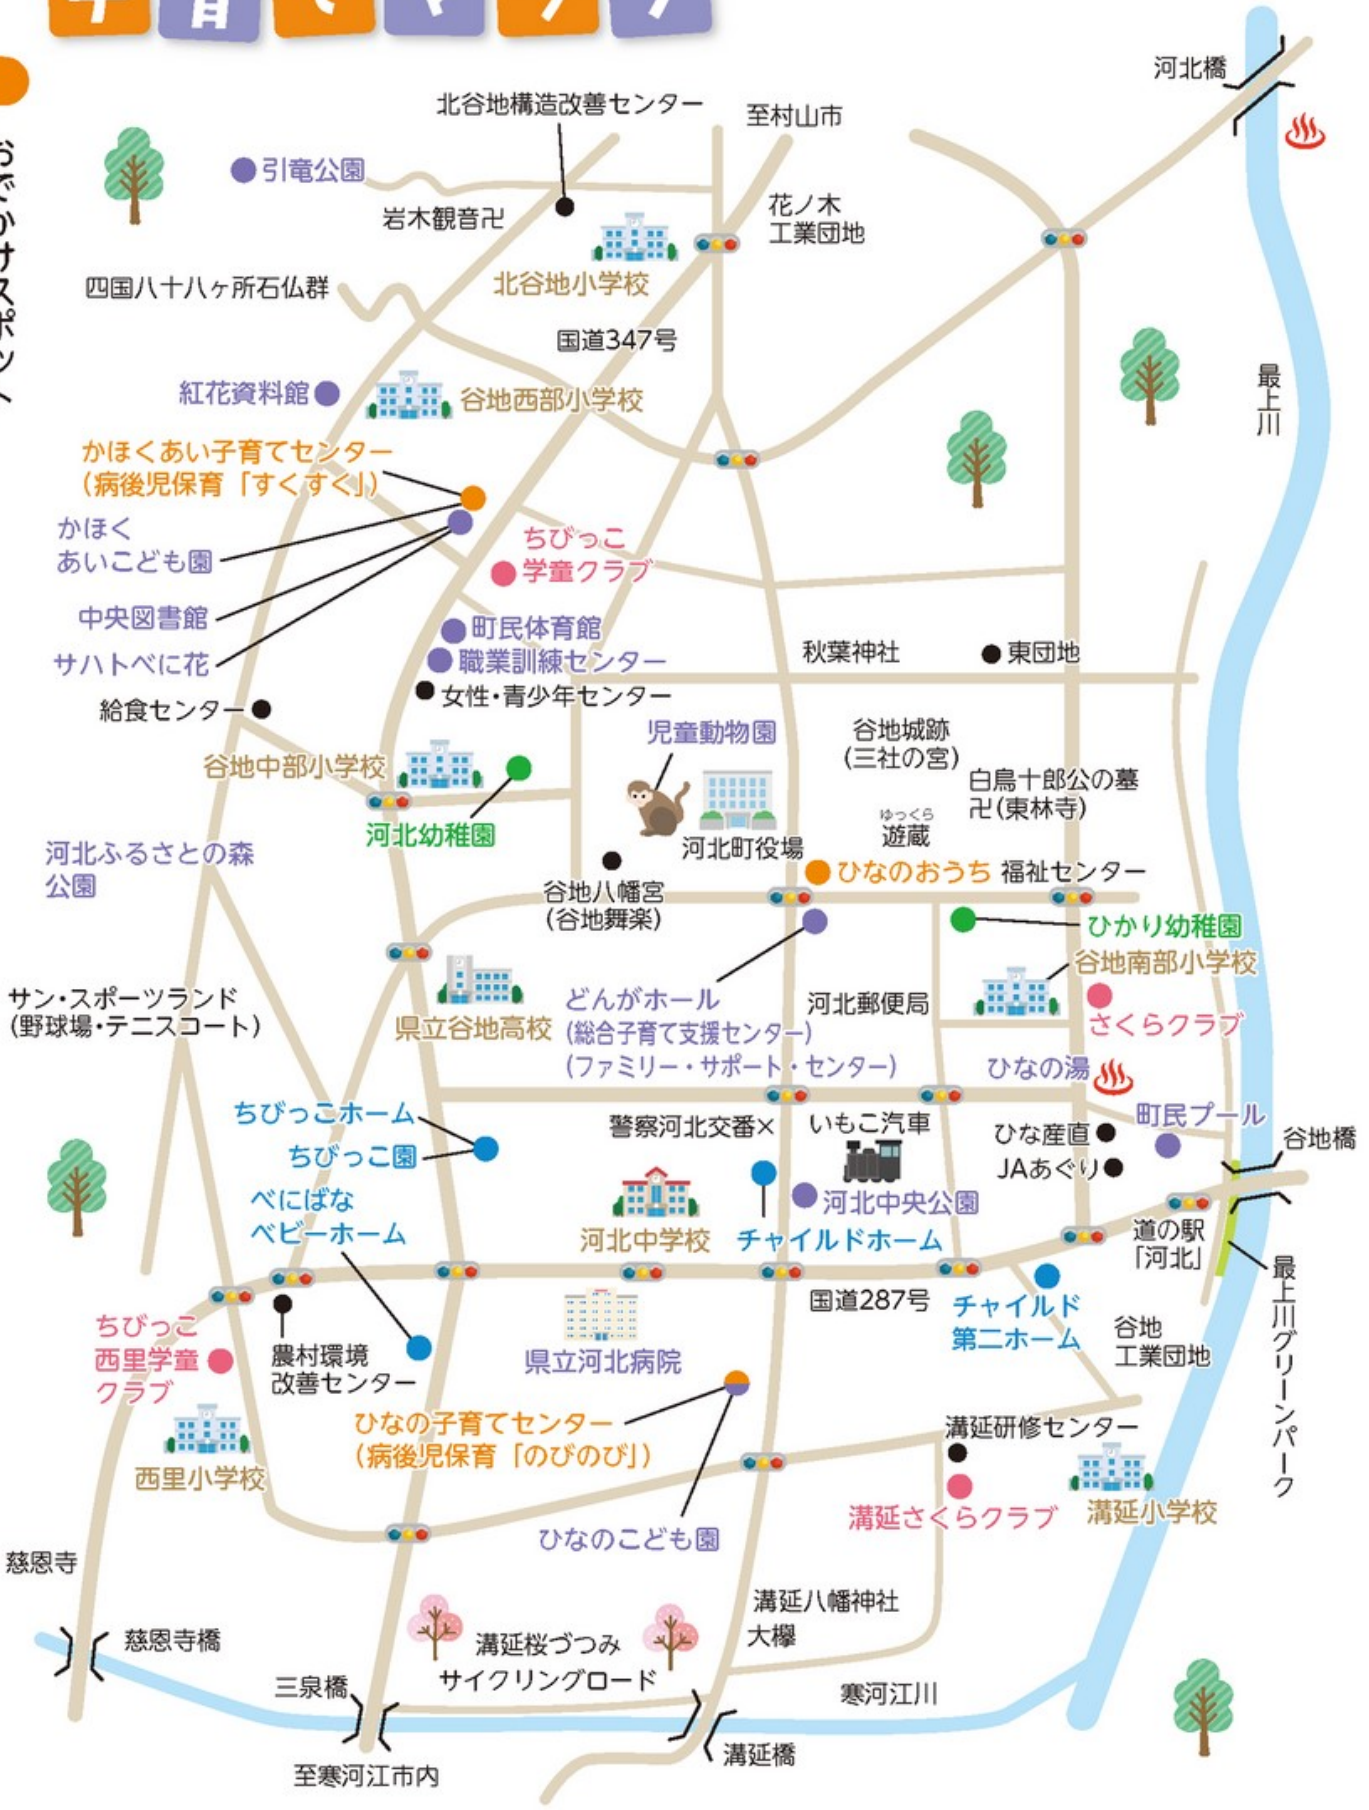 子育てマップ
おでかけスポット
河北橋
北谷地構造改善センター
至村山市
引竜公園
岩木観音卍
花ノ木
工業団地
四国八十八ヶ所石仏群
北谷地小学校
国道347号
最上川
紅花資料館
谷地西部小学校
かほくあい子育てセンター
(病後児保育「すくすく」)
かほく
あいこども園
ちびっこ
学童クラブ
中央図書館
サハトべに花
町民体育館
職業訓練センター
女性・青少年センター
秋葉神社
東団地
給食センター
谷地中部小学校
児童動物園
谷地城跡
(三社の宮)
白鳥十郎公の墓
卍(東林寺)
河北幼稚園
河北町役場
ゆっくら
遊蔵
河北ふるさとの森
公園
谷地八幡宮
(谷地舞楽)
ひなのおうち
福祉センター
ひかり幼稚園
谷地南部小学校
サン・スポーツランド
(野球場・テニスコート)
県立谷地高校
どんがホール
(総合子育て支援センター)
(ファミリー・サポート・センター)
河北郵便局
さくらクラブ
ひなの湯
ちびっこホーム
ちびっこ園
警察河北交番×
いもこ汽車
町民プール
ひな産直
JAあぐり
谷地橋
べにばな
ベビーホーム
河北中学校
チャイルドホーム
河北中央公園
道の駅
「河北」
国道287号
チャイルド
第二ホーム
谷地
工業団地
最上川グリーンパーク
ちびっこ
西里学童
クラブ
農村環境
改善センター
県立河北病院
西里小学校
ひなの子育てセンター
(病後児保育「のびのび」)
溝延研修センター
溝延さくらクラブ
溝延小学校
ひなのこども園
慈恩寺
慈恩寺橋
溝延桜づつみ
サイクリングロード
溝延八幡神社
大欅
三泉橋
寒河江川
溝延橋
至寒河江市内